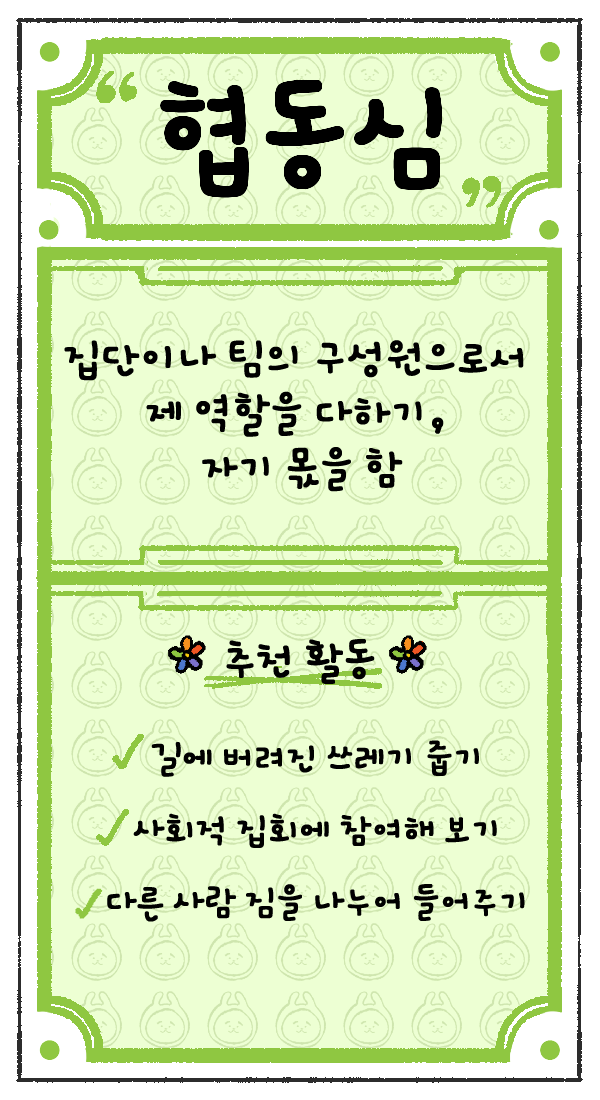 “협동심”
집단이나 팀의 구성원으로서
제 역할을 다하기,
자기 몫을 함
추천 활동
✓ 길에 버려진 쓰레기 줍기
✓ 사회적 집회에 참여해 보기
✓ 다른 사람 짐을 나누어 들어주기